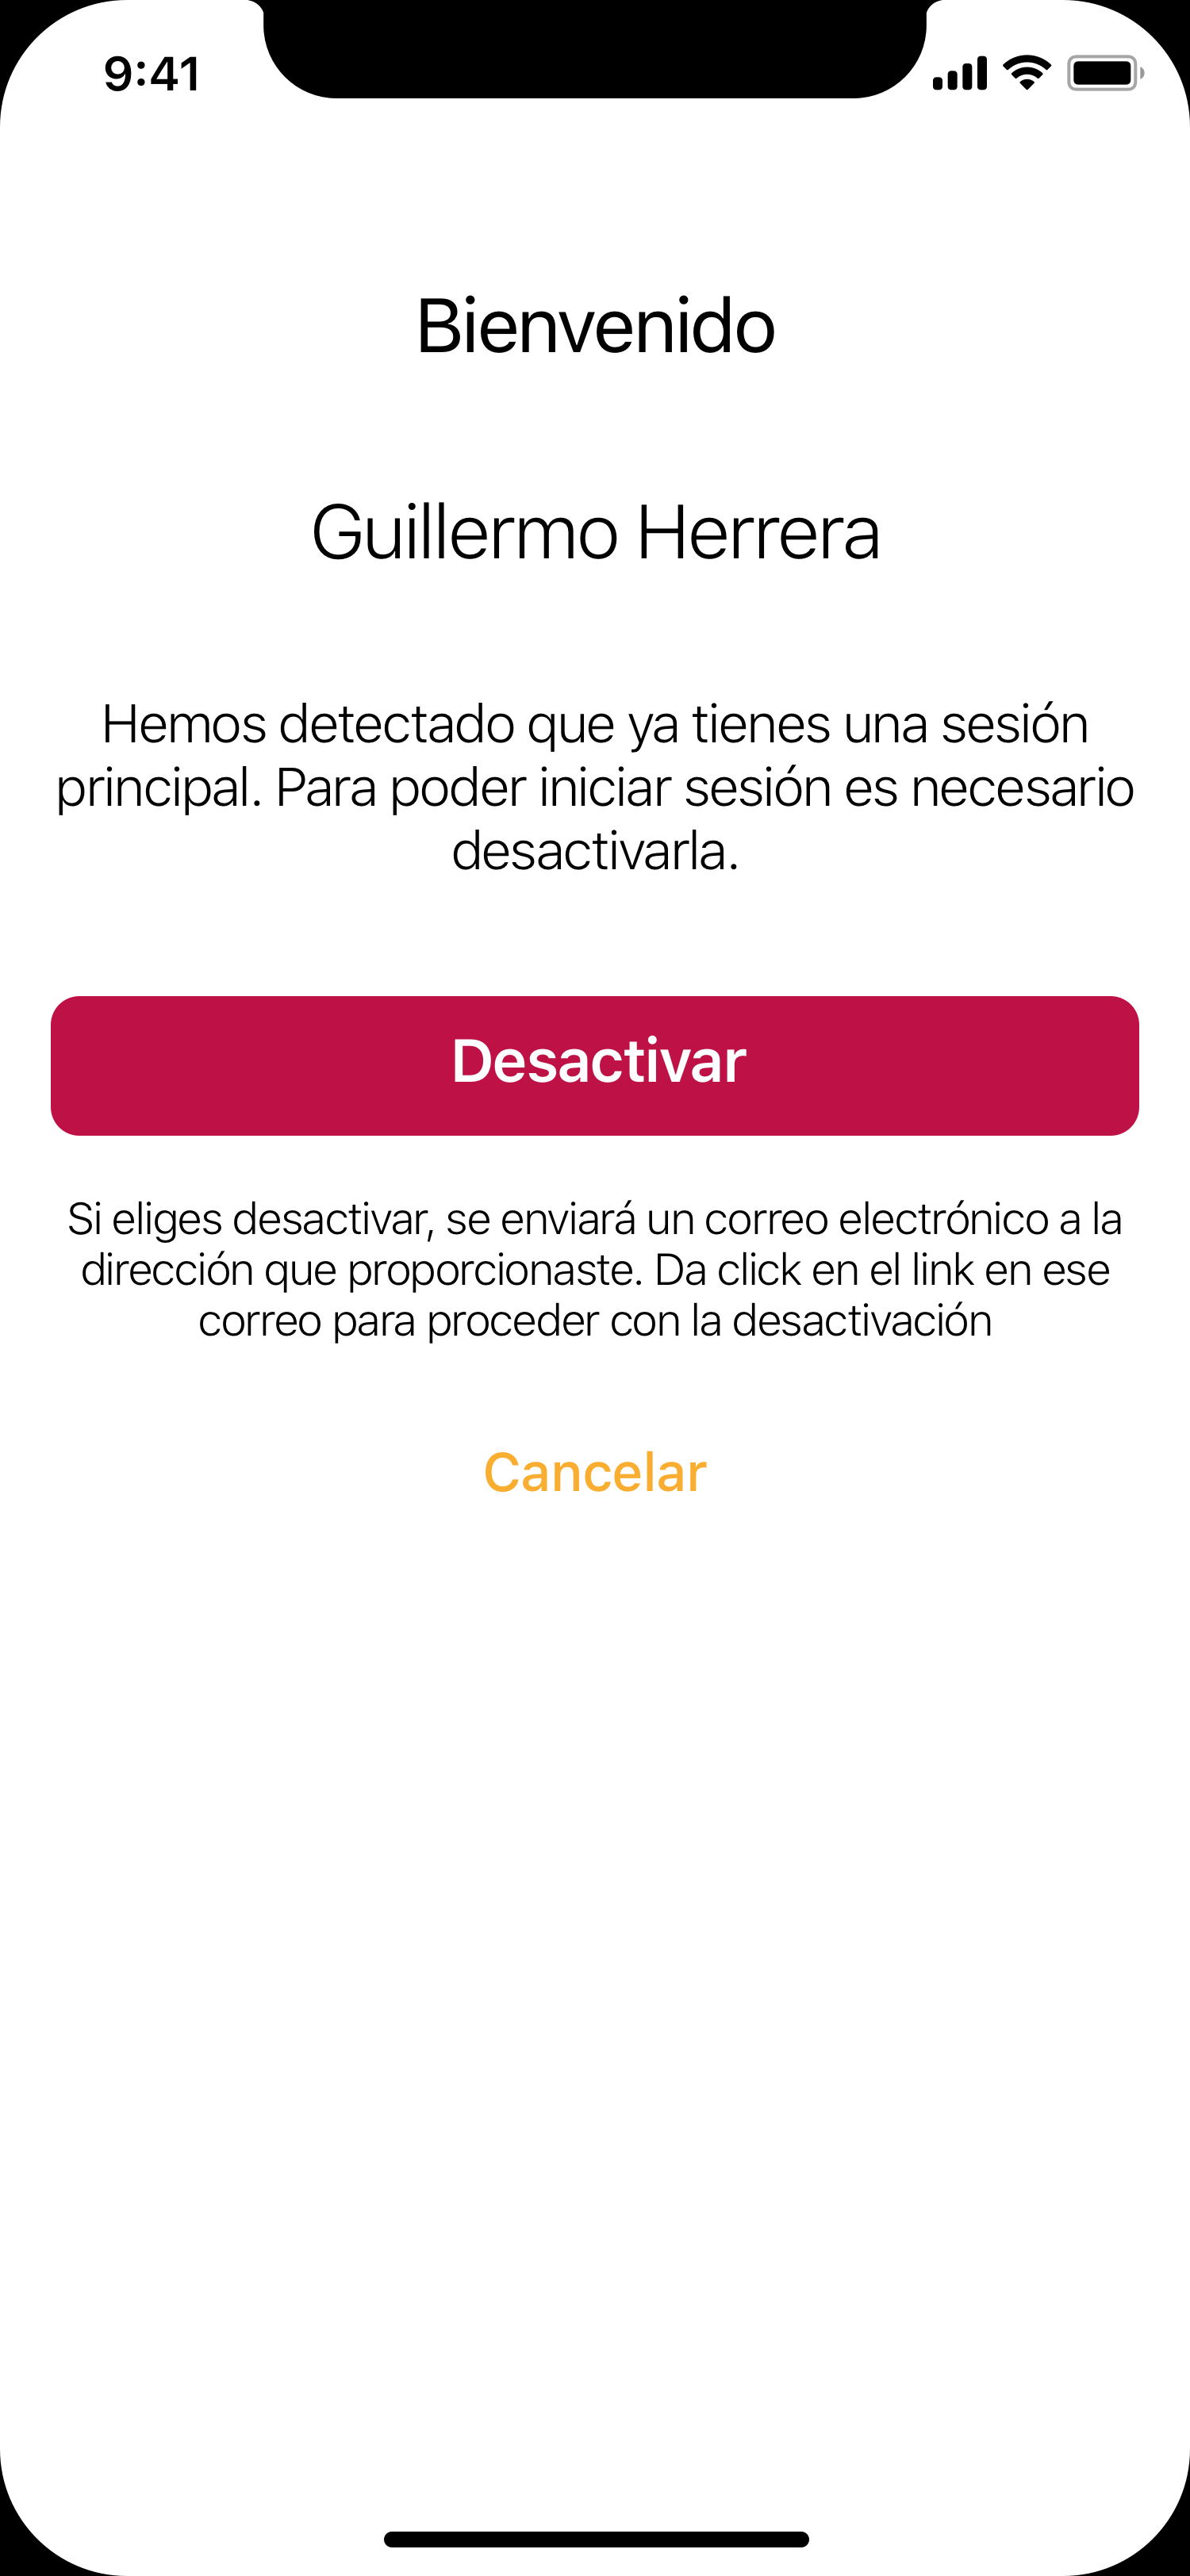 9:41
Bienvenido
Guillermo Herrera
Hemos detectado que ya tienes una sesión
principal. Para poder iniciar sesión es necesario
desactivarla.
Desactivar
Si eliges desactivar, se enviará un correo electrónico a la
dirección que proporcionaste. Da click en el link en ese
correo para proceder con la desactivación
Cancelar